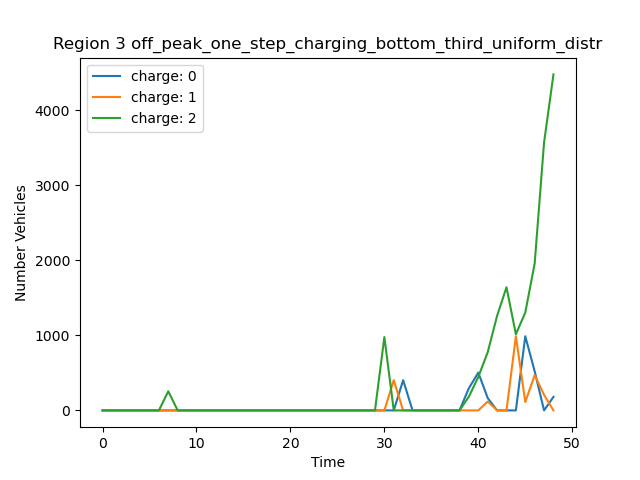 Region 3 off_peak_one_step_charging_bottom_third_uniform_distr
charge: 0
charge: 1
charge: 2
Number Vehicles
4000
3000
2000
1000
0
0 10 20 30 40 50
Time